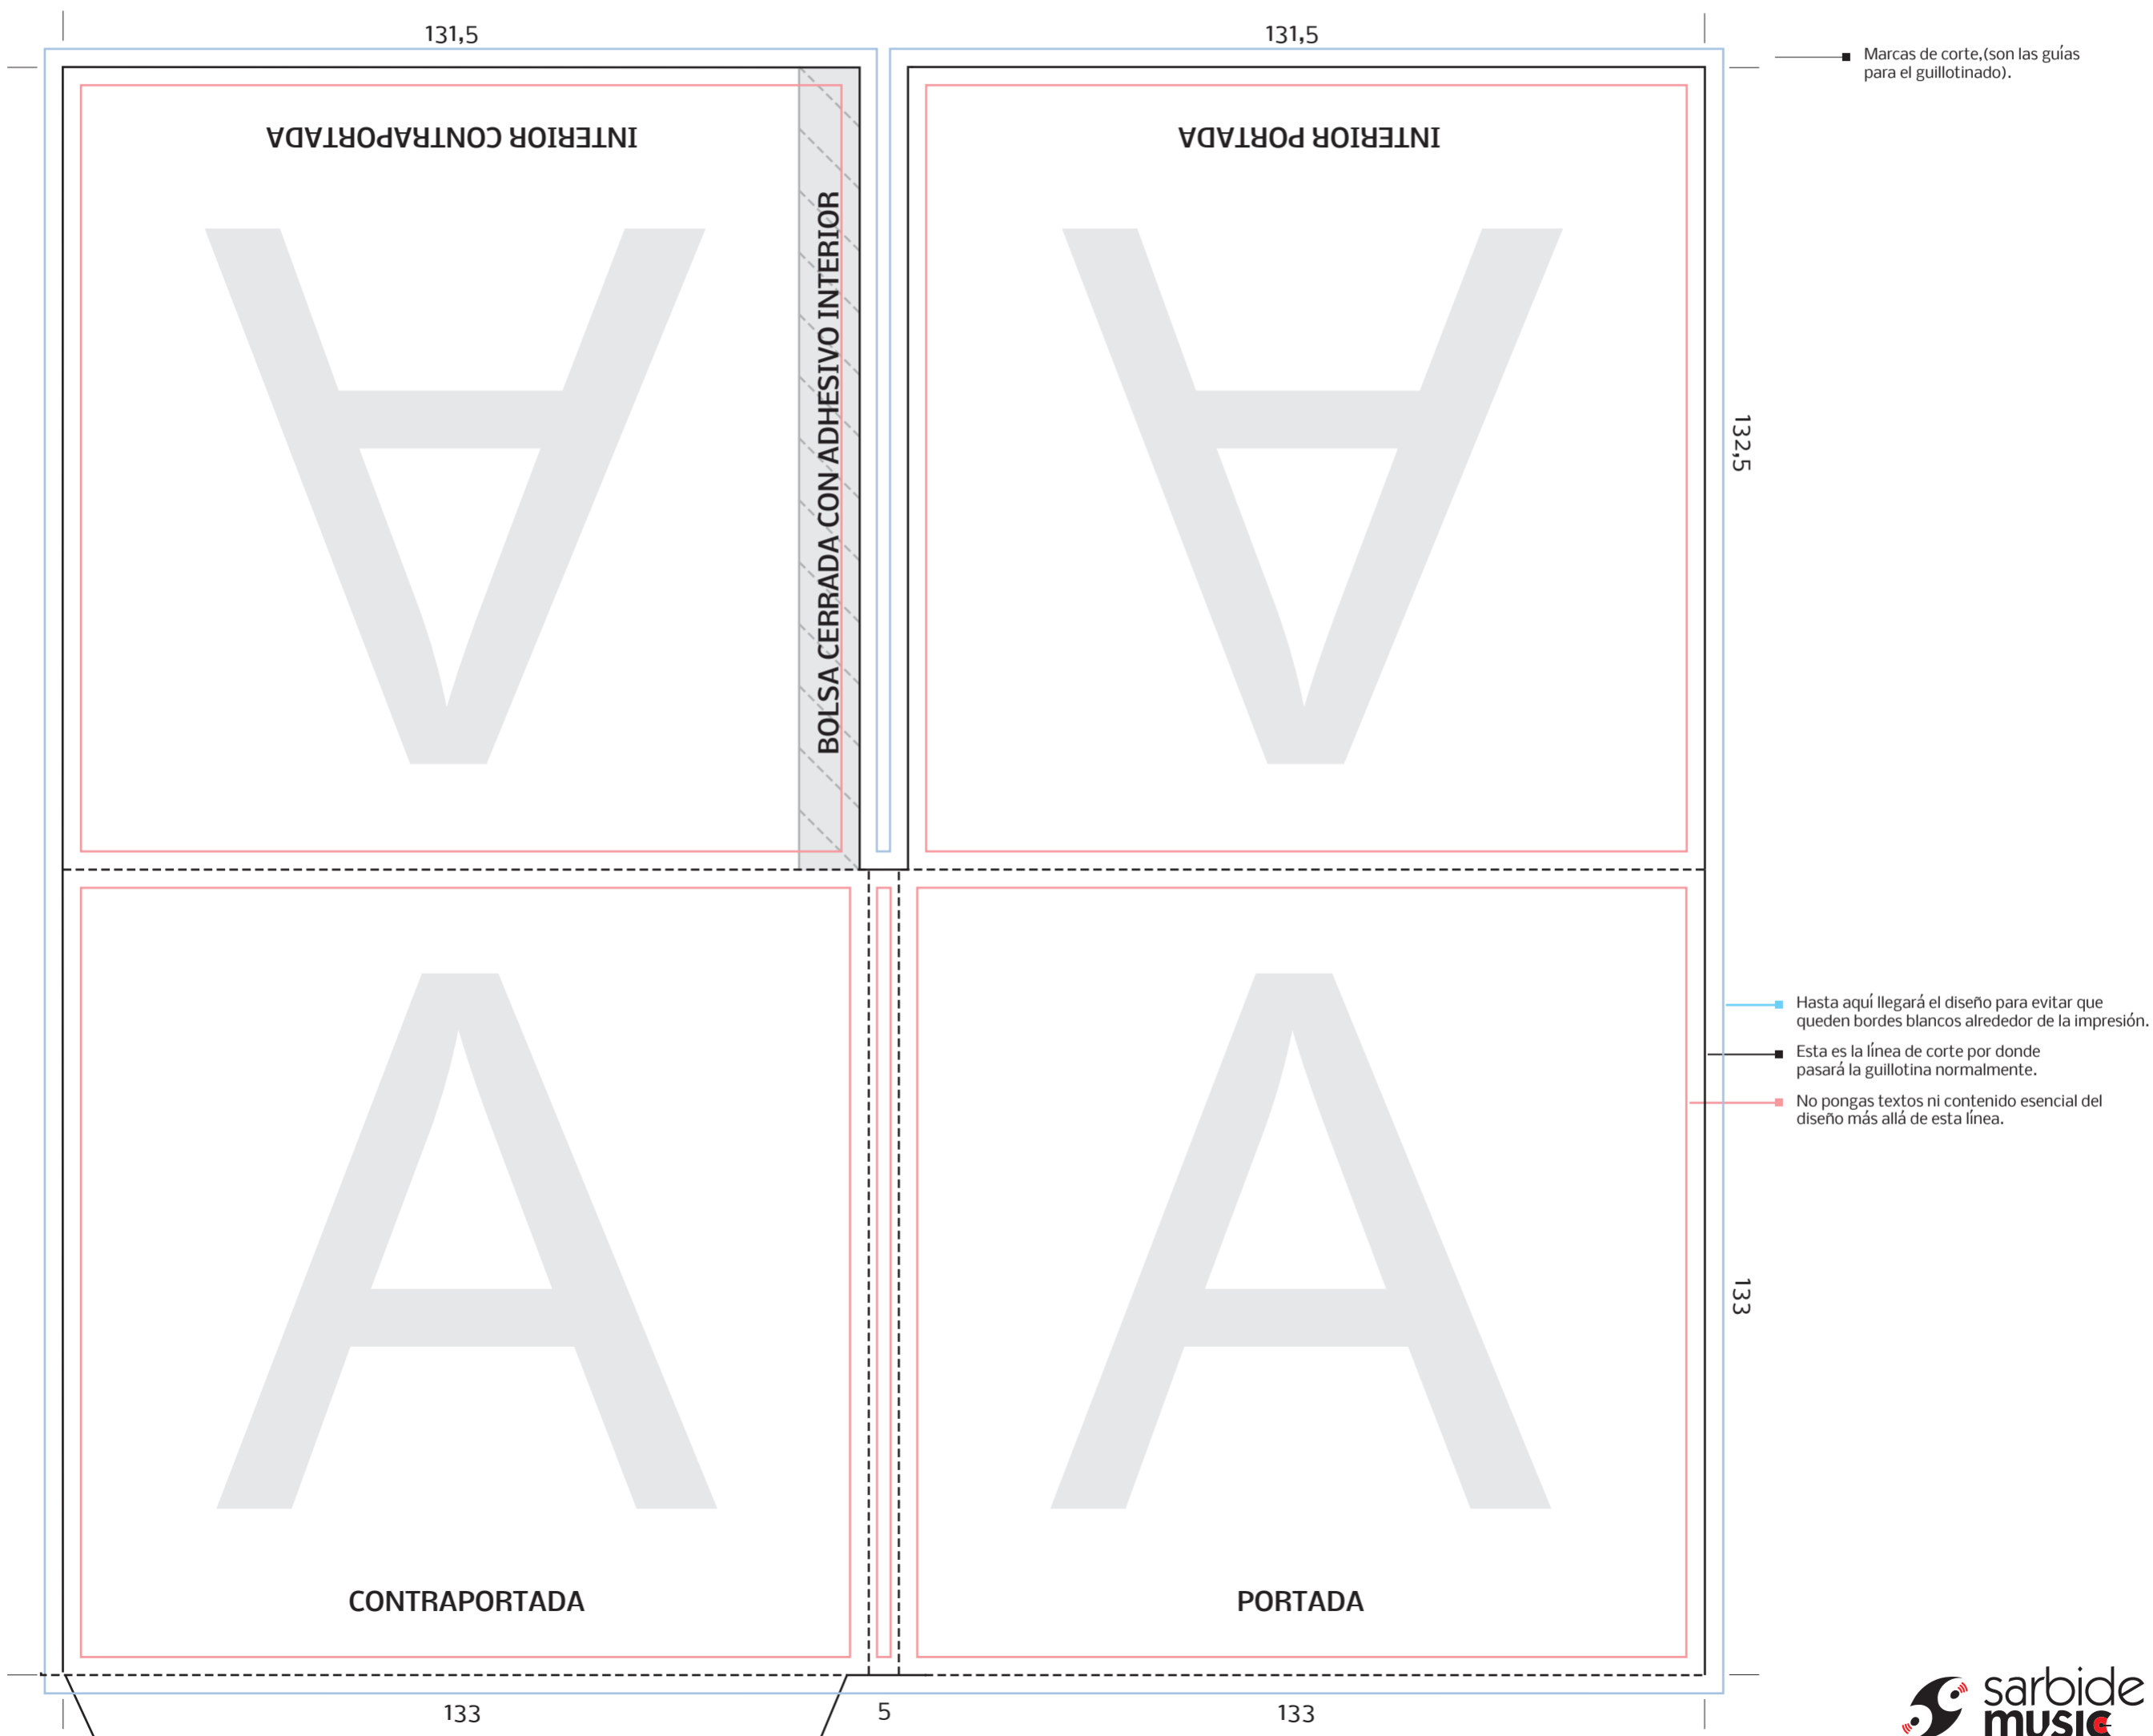 131,5
131,5
Marcas de corte,(son las guías
para el guillotinado).
INTERIOR CONTRAPORTADA
INTERIOR PORTADA
BOLSA CERRADA CON ADHESIVO INTERIOR
132,5
A
A
Hasta aquí llegará el diseño para evitar que
queden bordes blancos alrededor de la impresión.
Esta es la línea de corte por donde
pasará la guillotina normalmente.
No pongas textos ni contenido esencial del
diseño más allá de esta línea.
133
A
A
CONTRAPORTADA
PORTADA
133
5
133
sarbide
music